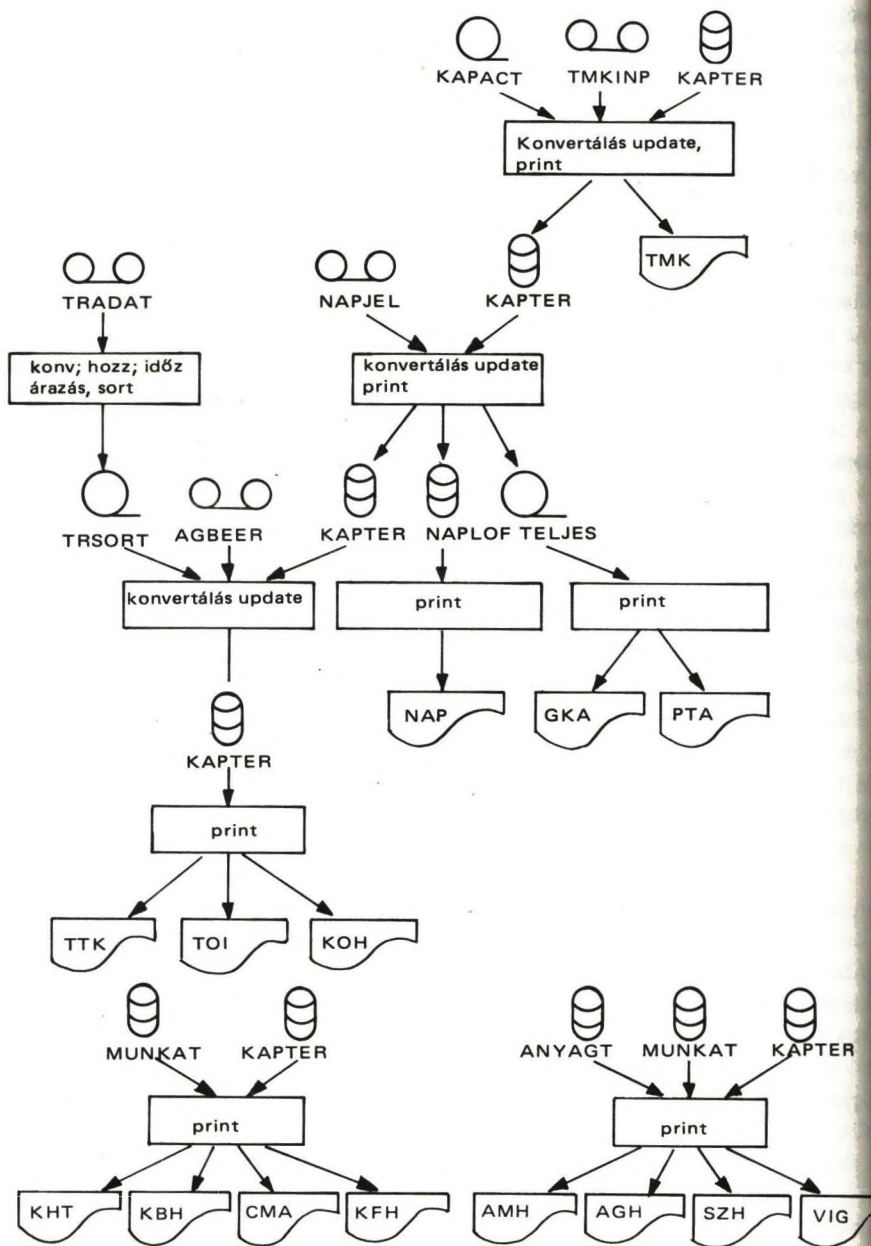 KAPACT TMKINP KAPTER
Konvertálás update,
print
TMK
TRADAT NAPJEL KAPTER
konv; hozz; időz
árazás, sort
konvertálás update
print
TRSORT AGBEER KAPTER NAPLOF TELJES
konvertálás update
print
print
NAP
GKA
PTA
KAPTER
print
TTK
TOI
KOH
MUNKAT KAPTER
print
KHT
KBH
CMA
KFH
ANYAGT MUNKAT KAPTER
print
AMH
AGH
SZH
VIG